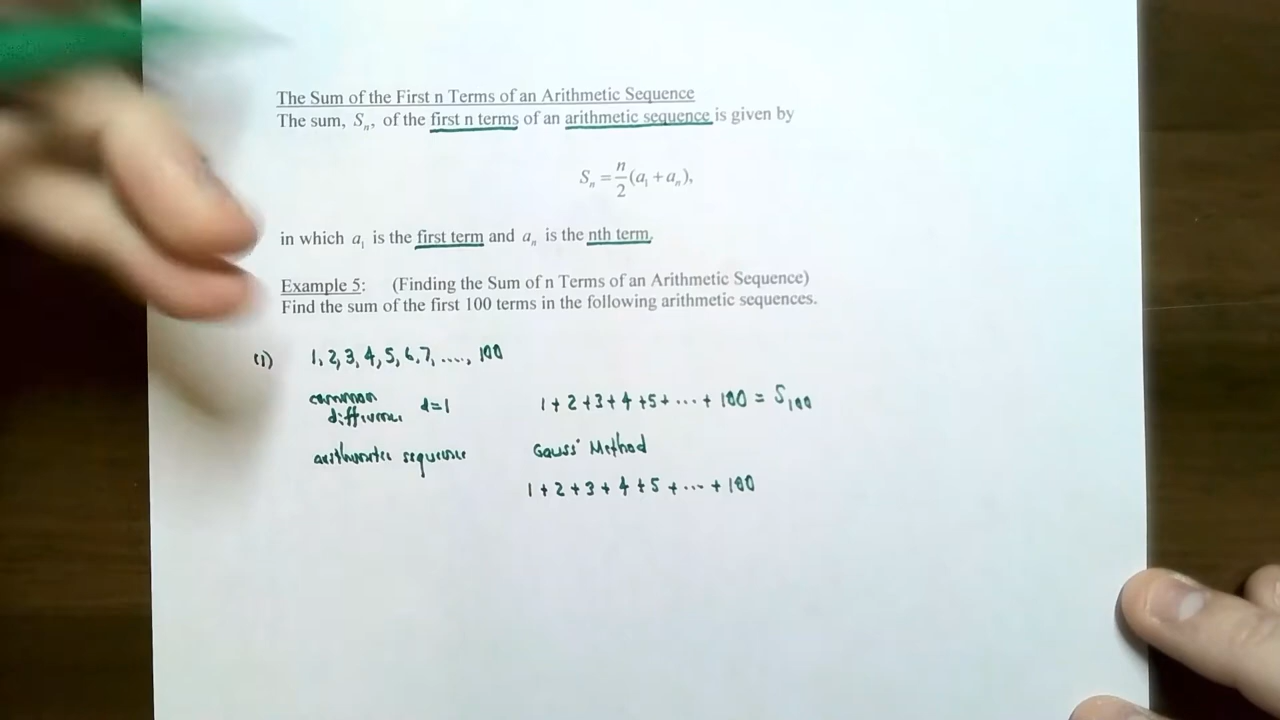 The Sum of the First n Terms of an Arithmetic Sequence
The sum, Sₙ, of the first n terms of an arithmetic sequence is given by
Sₙ = n/2 (a₁ + aₙ),
in which a₁ is the first term and aₙ is the nth term.
Example 5: (Finding the Sum of n Terms of an Arithmetic Sequence)
Find the sum of the first 100 terms in the following arithmetic sequences.
(1) 1, 2, 3, 4, 5, 6, 7, ...., 100
common
difference d=1
1 + 2 + 3 + 4 + 5 + ... + 100 = S₁₀₀
arithmetic sequence
Gauss' Method
1 + 2 + 3 + 4 + 5 + ... + 100